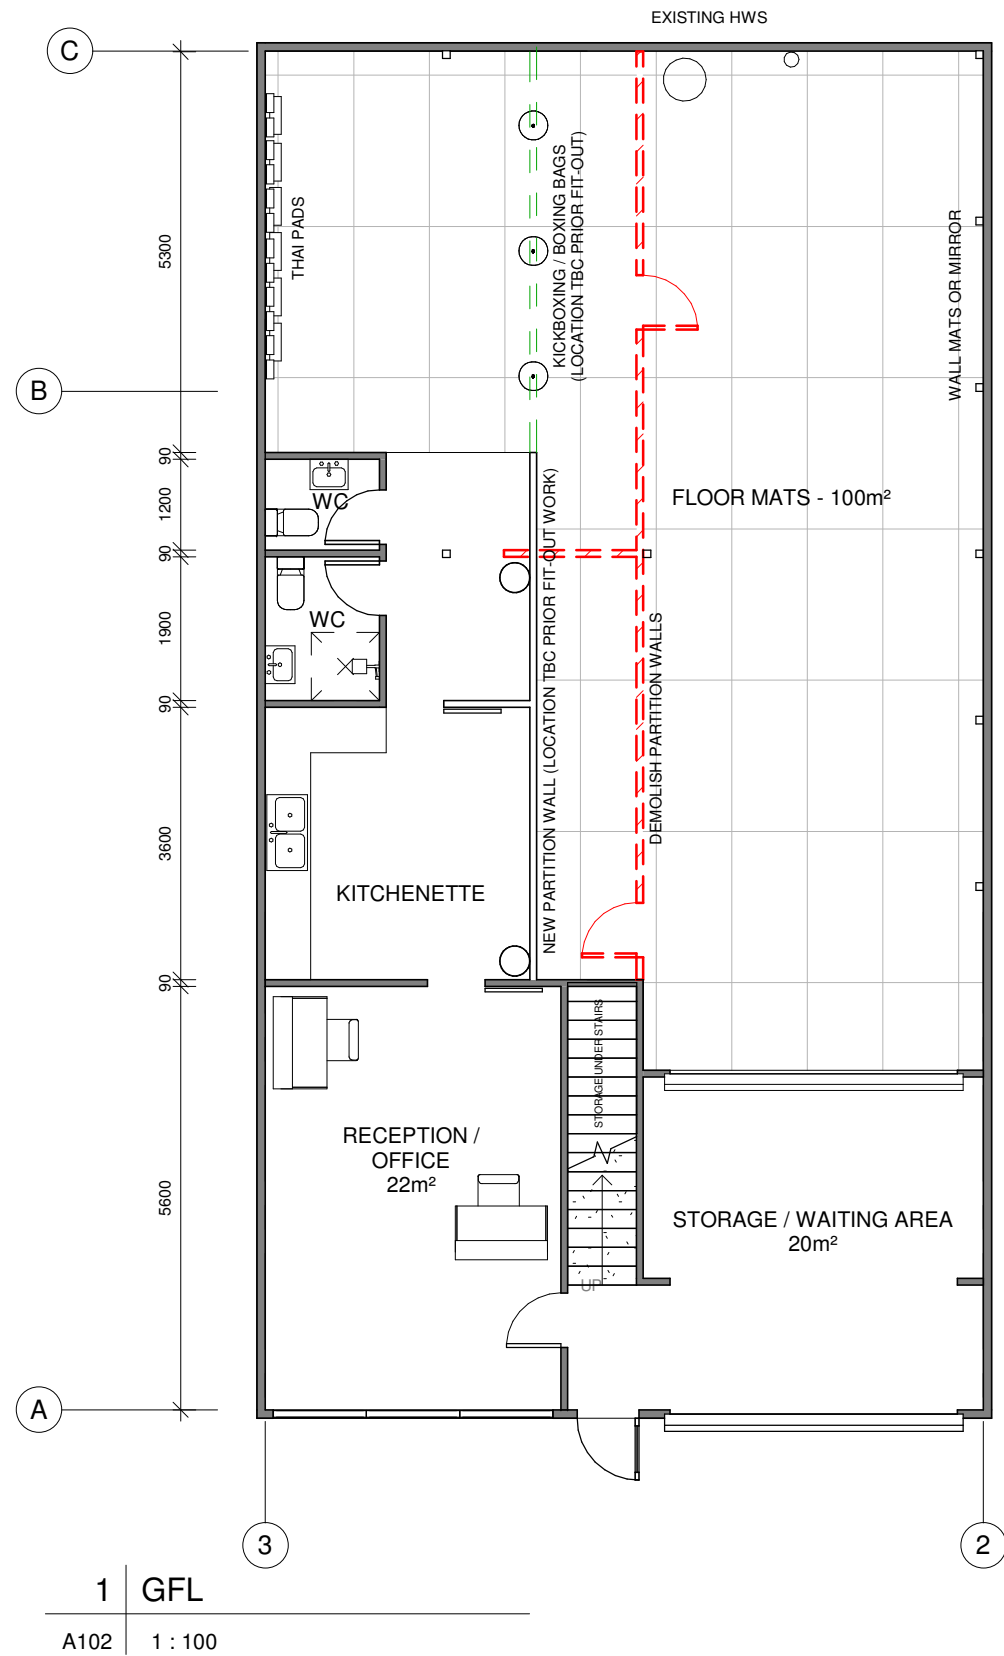 EXISTING HWS
C
5300
THAI PADS
KICKBOXING / BOXING BAGS
(LOCATION TBC PRIOR FIT-OUT)
WALL MATS OR MIRROR
B
90
1200
WC
FLOOR MATS - 100m²
90
1900
WC
NEW PARTITION WALL (LOCATION TBC PRIOR FIT-OUT WORK)
DEMOLISH PARTITION WALLS
90
3600
KITCHENETTE
90
STORAGE UNDER STAIRS
RECEPTION /
OFFICE
22m²
5600
STORAGE / WAITING AREA
20m²
UP
A
3
2
1 GFL
A102 1 : 100